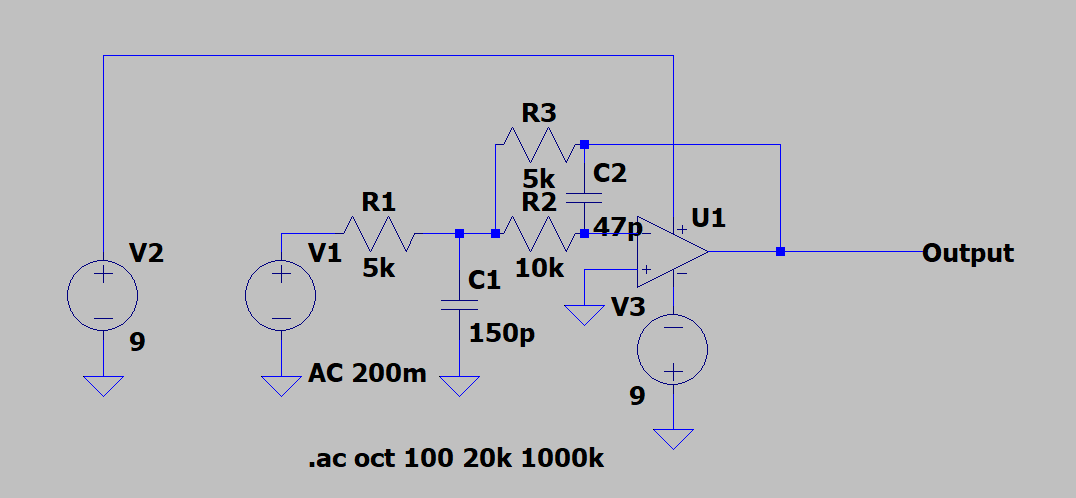 R3
5k
C2
R1
R2
47p
U1
V2
V1
5k
10k
Output
C1
V3
150p
9
AC 200m
9
.ac oct 100 20k 1000k